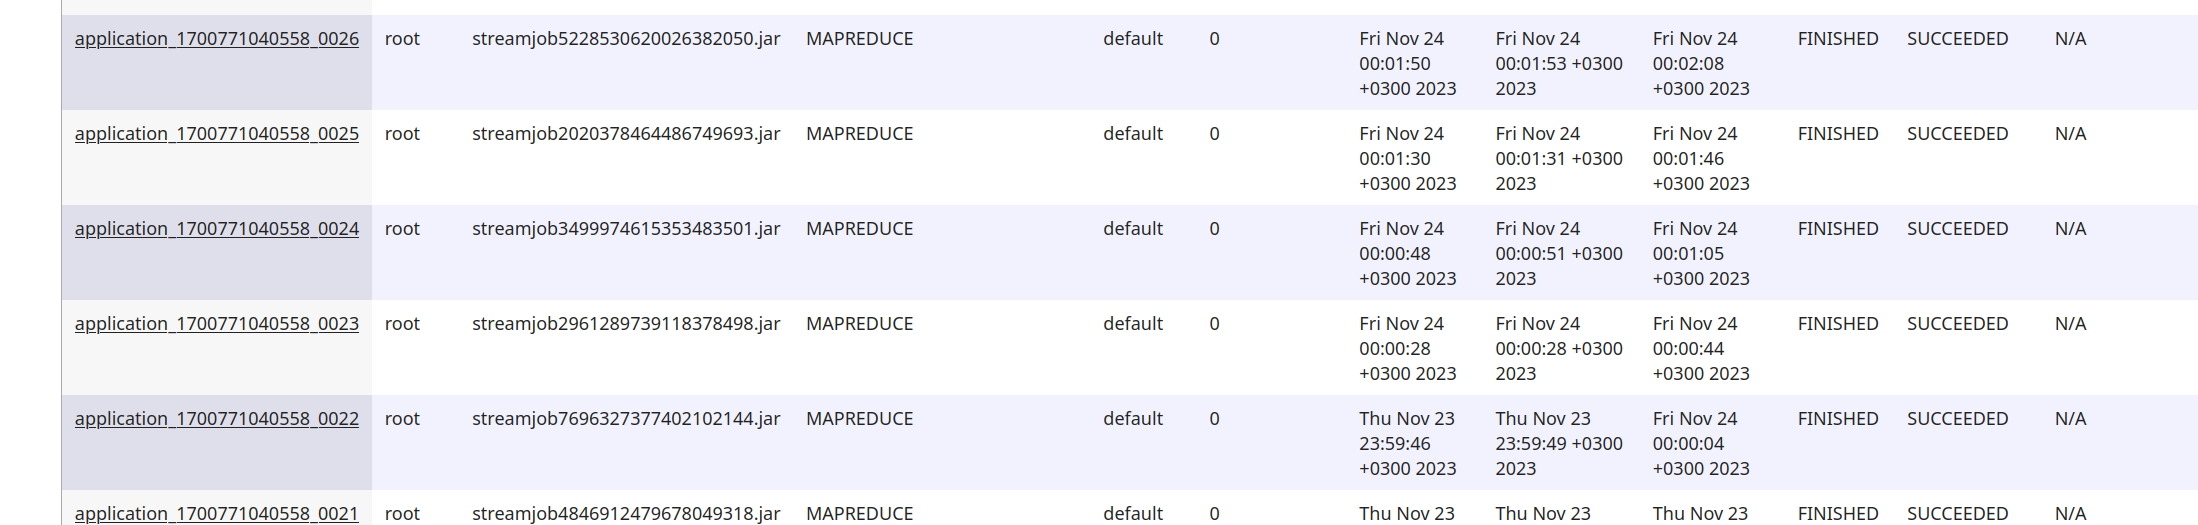 application_1700771040558_0026 root streamjob5228530620026382050.jar MAPREDUCE default 0 Fri Nov 24 Fri Nov 24 Fri Nov 24 FINISHED SUCCEEDED N/A
00:01:50 00:01:53 +0300 00:02:08
+0300 2023 2023 +0300 2023
application_1700771040558_0025 root streamjob2020378464486749693.jar MAPREDUCE default 0 Fri Nov 24 Fri Nov 24 Fri Nov 24 FINISHED SUCCEEDED N/A
00:01:30 00:01:31 +0300 00:01:46
+0300 2023 2023 +0300 2023
application_1700771040558_0024 root streamjob3499974615353483501.jar MAPREDUCE default 0 Fri Nov 24 Fri Nov 24 Fri Nov 24 FINISHED SUCCEEDED N/A
00:00:48 00:00:51 +0300 00:01:05
+0300 2023 2023 +0300 2023
application_1700771040558_0023 root streamjob2961289739118378498.jar MAPREDUCE default 0 Fri Nov 24 Fri Nov 24 Fri Nov 24 FINISHED SUCCEEDED N/A
00:00:28 00:00:28 +0300 00:00:44
+0300 2023 2023 +0300 2023
application_1700771040558_0022 root streamjob7696327377402102144.jar MAPREDUCE default 0 Thu Nov 23 Thu Nov 23 Fri Nov 24 FINISHED SUCCEEDED N/A
23:59:46 23:59:49 +0300 00:00:04
+0300 2023 2023 +0300 2023
application_1700771040558_0021 root streamjob4846912479678049318.jar MAPREDUCE default 0 Thu Nov 23 Thu Nov 23 Thu Nov 23 FINISHED SUCCEEDED N/A